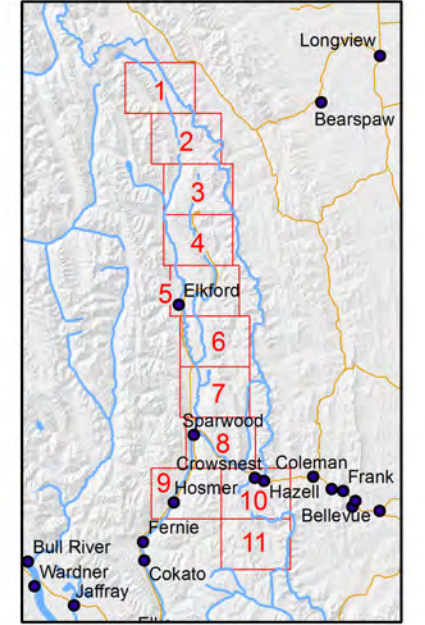 Longview
Bearspaw
1
2
3
4
5
Elkford
6
7
Sparwood
8
Crowsnest
Coleman
9
Hosmer
10
Hazell
Frank
Bellevue
Fernie
11
Bull River
Cokato
Wardner
Jaffray